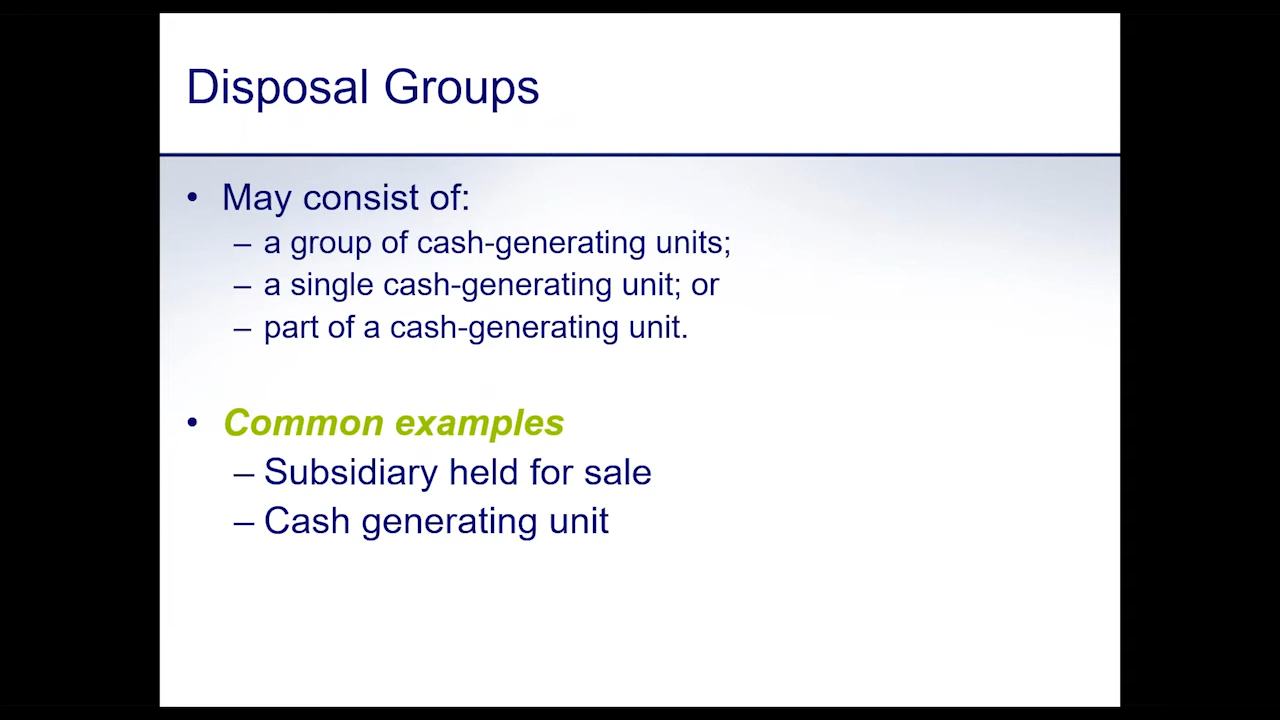 Disposal Groups
• May consist of:
– a group of cash-generating units;
– a single cash-generating unit; or
– part of a cash-generating unit.
• Common examples
– Subsidiary held for sale
– Cash generating unit